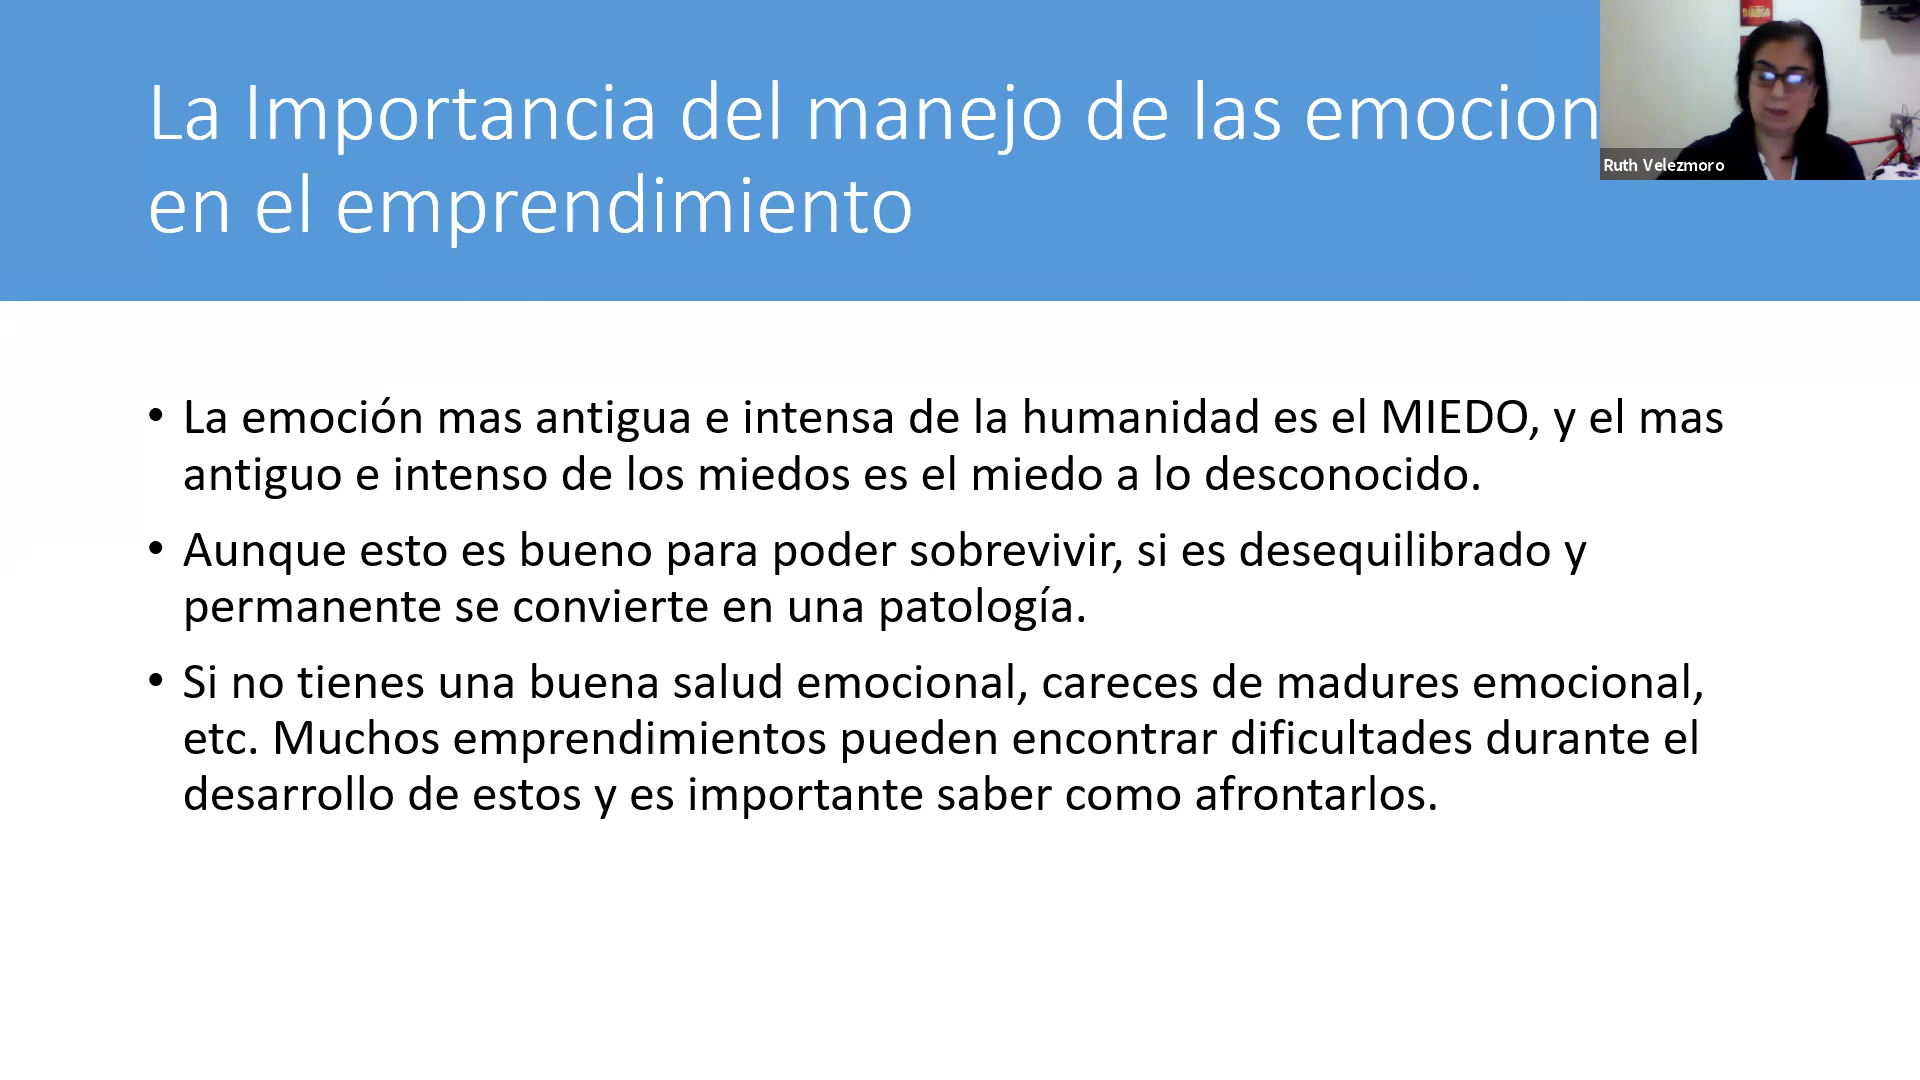 La Importancia del manejo de las emocion
en el emprendimiento
DJANGO
Ruth Velezmoro
• La emoción mas antigua e intensa de la humanidad es el MIEDO, y el mas
antiguo e intenso de los miedos es el miedo a lo desconocido.
• Aunque esto es bueno para poder sobrevivir, si es desequilibrado y
permanente se convierte en una patología.
• Si no tienes una buena salud emocional, careces de madures emocional,
etc. Muchos emprendimientos pueden encontrar dificultades durante el
desarrollo de estos y es importante saber como afrontarlos.